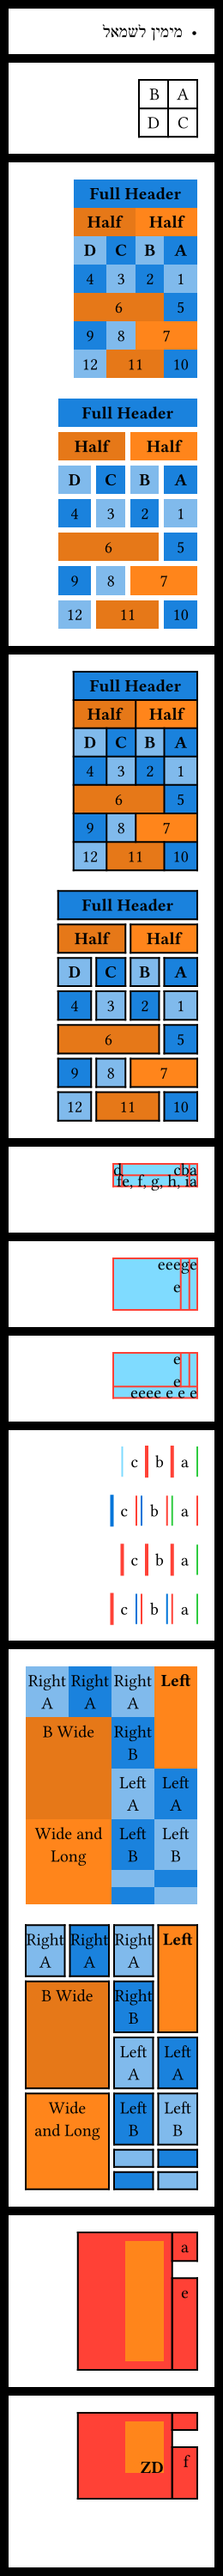 • מימין לשמאל
B A
D C
Full Header
Half Half
D C B A
4 3 2 1
6 5
9 8 7
12 11 10
Full Header
Half Half
D C B A
4 3 2 1
6 5
9 8 7
12 11 10
Full Header
Half Half
D C B A
4 3 2 1
6 5
9 8 7
12 11 10
Full Header
Half Half
D C B A
4 3 2 1
6 5
9 8 7
12 11 10
d cba
fe, f, g, h, ia
eeege
e
e
e
eeee e e e
c b a
c b a
c b a
c b a
Right Right Right Left
A A A
B Wide Right
B
Left Left
A A
Wide and Left Left
Long B B
Right Right Right Left
A A A
B Wide Right
B
Left Left
A A
Wide Left Left
and Long B B
a
e
ZD f